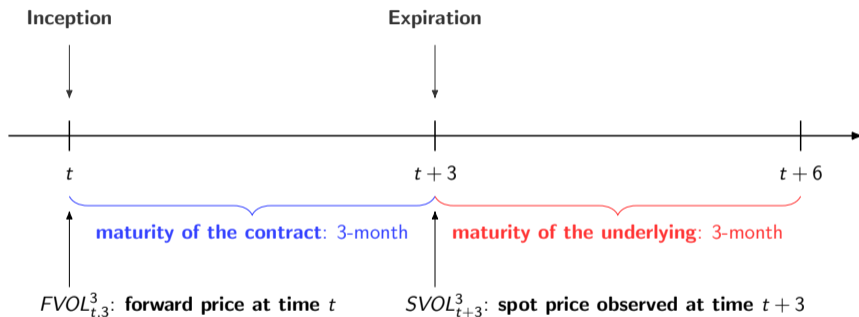 Inception Expiration
t t + 3 t + 6
maturity of the contract: 3-month maturity of the underlying: 3-month
FVOL³ₜ,₃: forward price at time t SVOL³ₜ₊₃: spot price observed at time t + 3